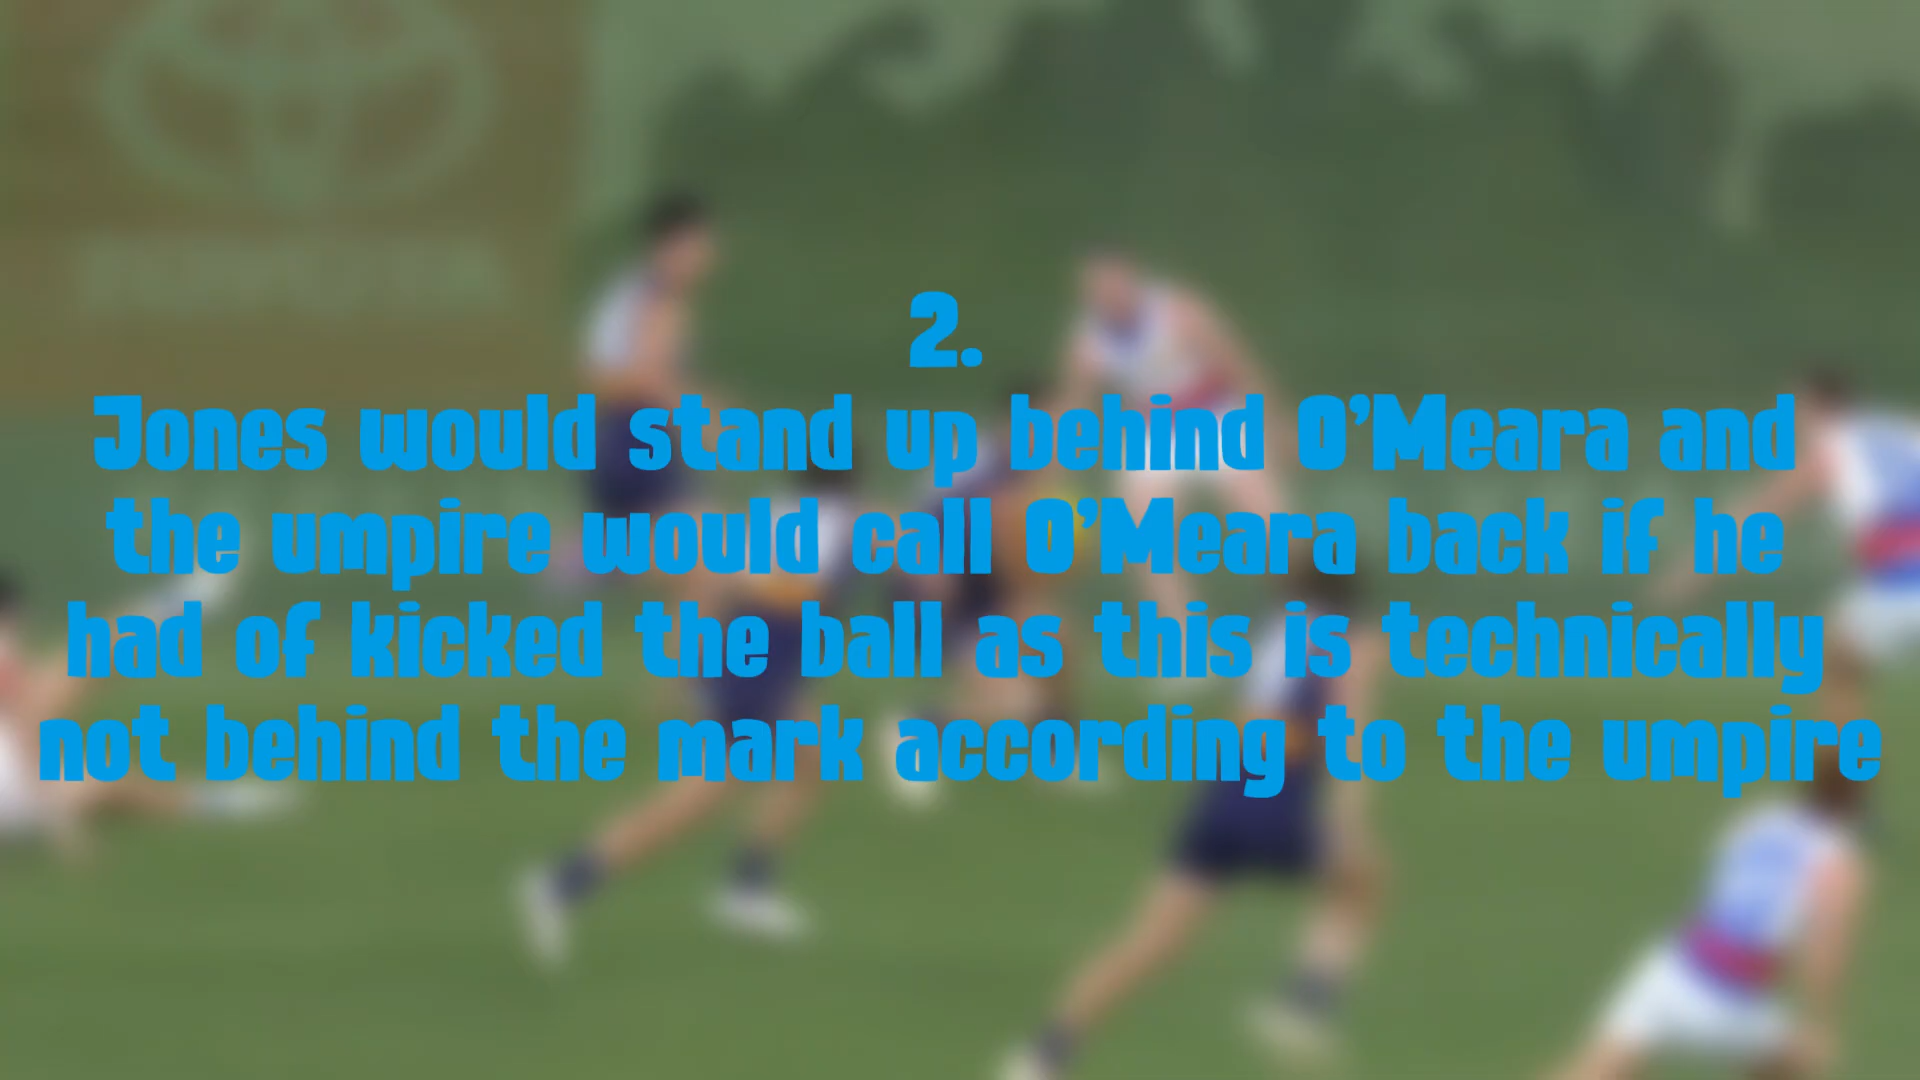 2.
Jones would stand up behind O'Meara and
the umpire would call O'Meara back if he
had of kicked the ball as this is technically
not behind the mark according to the umpire